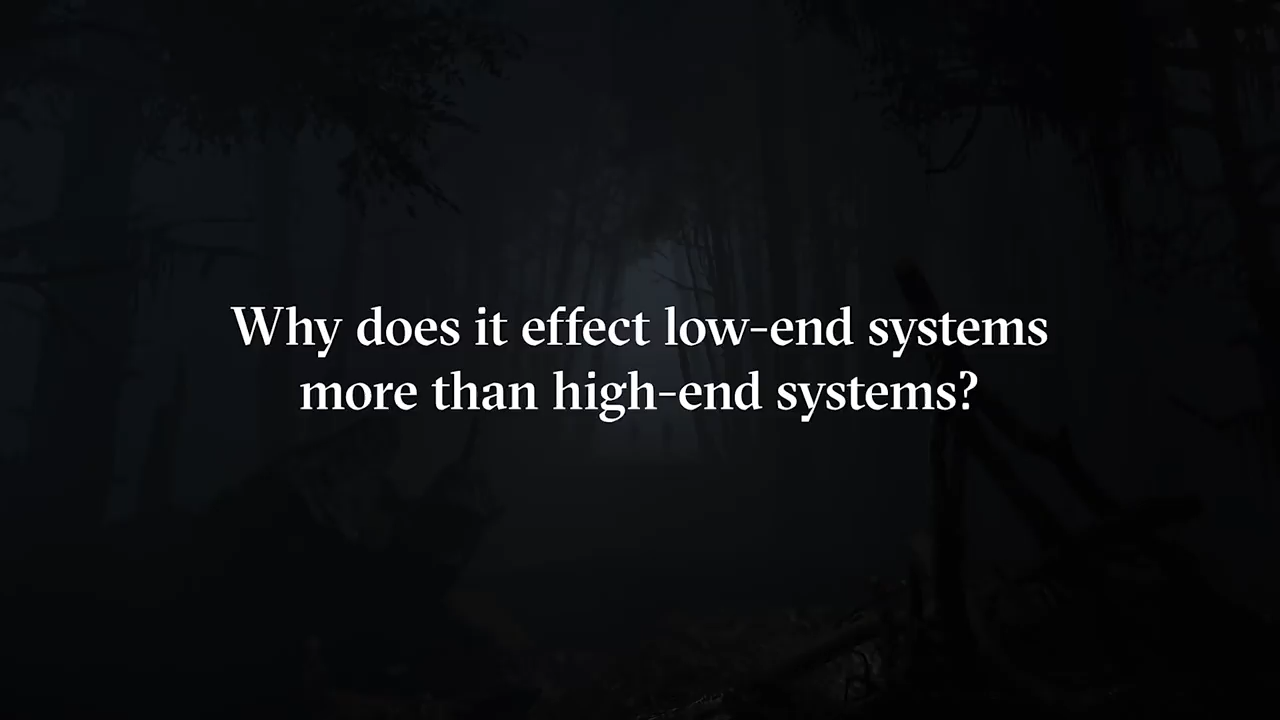 Why does it effect low-end systems
more than high-end systems?